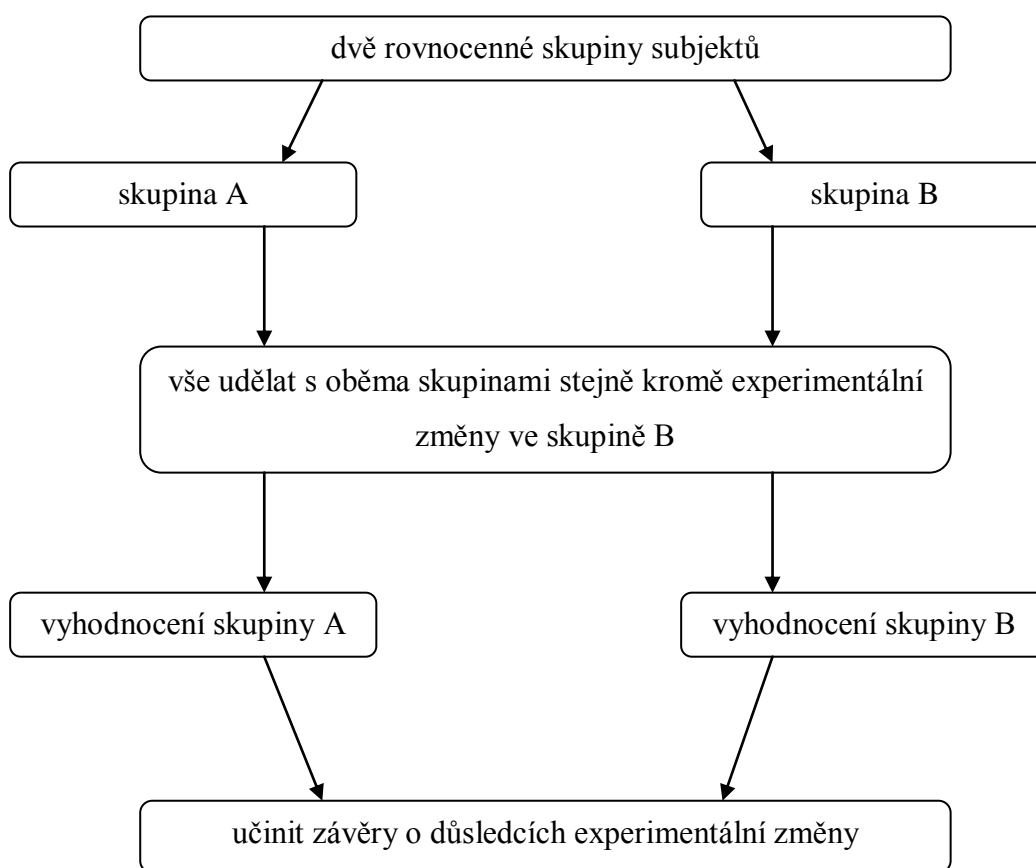 dvě rovnocenné skupiny subjektů
skupina A
skupina B
vše udělat s oběma skupinami stejně kromě experimentální
změny ve skupině B
vyhodnocení skupiny A
vyhodnocení skupiny B
učinit závěry o důsledcích experimentální změny